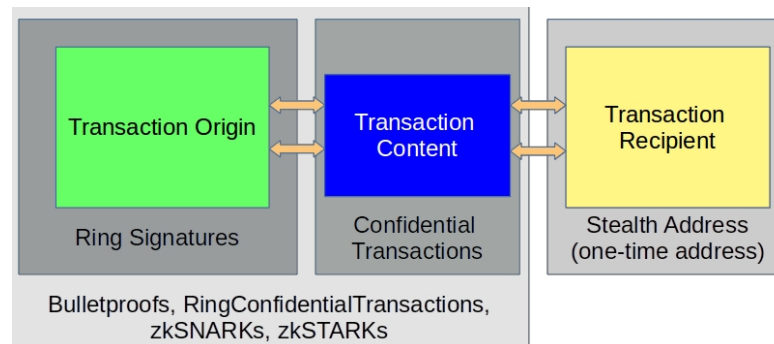 Transaction Origin
Ring Signatures
Transaction
Content
Confidential
Transactions
Transaction
Recipient
Stealth Address
(one-time address)
Bulletproofs, RingConfidentialTransactions,
zkSNARKs, zkSTARKs